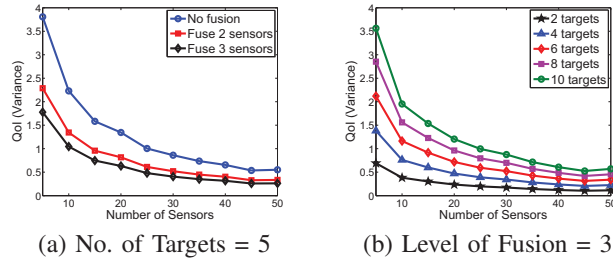 QoI (Variance)
4
3.5
3
2.5
2
1.5
1
0.5
0
10
20
30
40
50
Number of Sensors
No fusion
Fuse 2 sensors
Fuse 3 sensors
(a) No. of Targets = 5
QoI (Variance)
4
3.5
3
2.5
2
1.5
1
0.5
0
10
20
30
40
50
Number of Sensors
2 targets
4 targets
6 targets
8 targets
10 targets
(b) Level of Fusion = 3